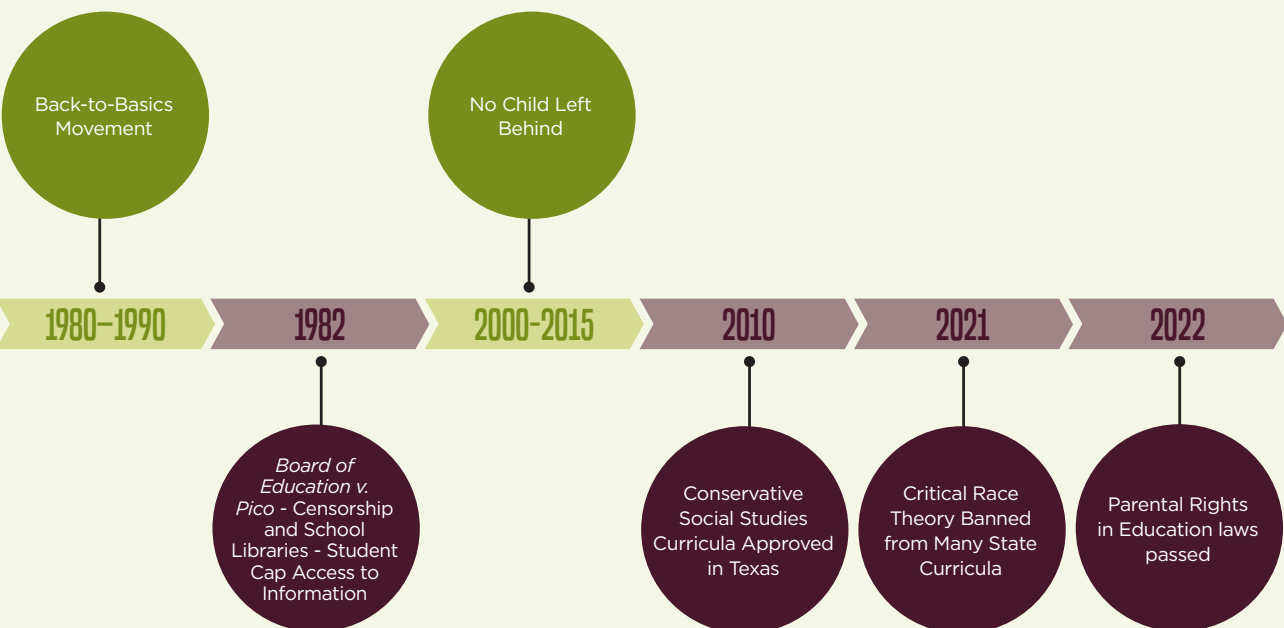 Back-to-Basics
Movement
No Child Left
Behind
1980–1990
1982
2000-2015
2010
2021
2022
Board of
Education v.
Pico - Censorship
and School
Libraries - Student
Cap Access to
Information
Conservative
Social Studies
Curricula Approved
in Texas
Critical Race
Theory Banned
from Many State
Curricula
Parental Rights
in Education laws
passed